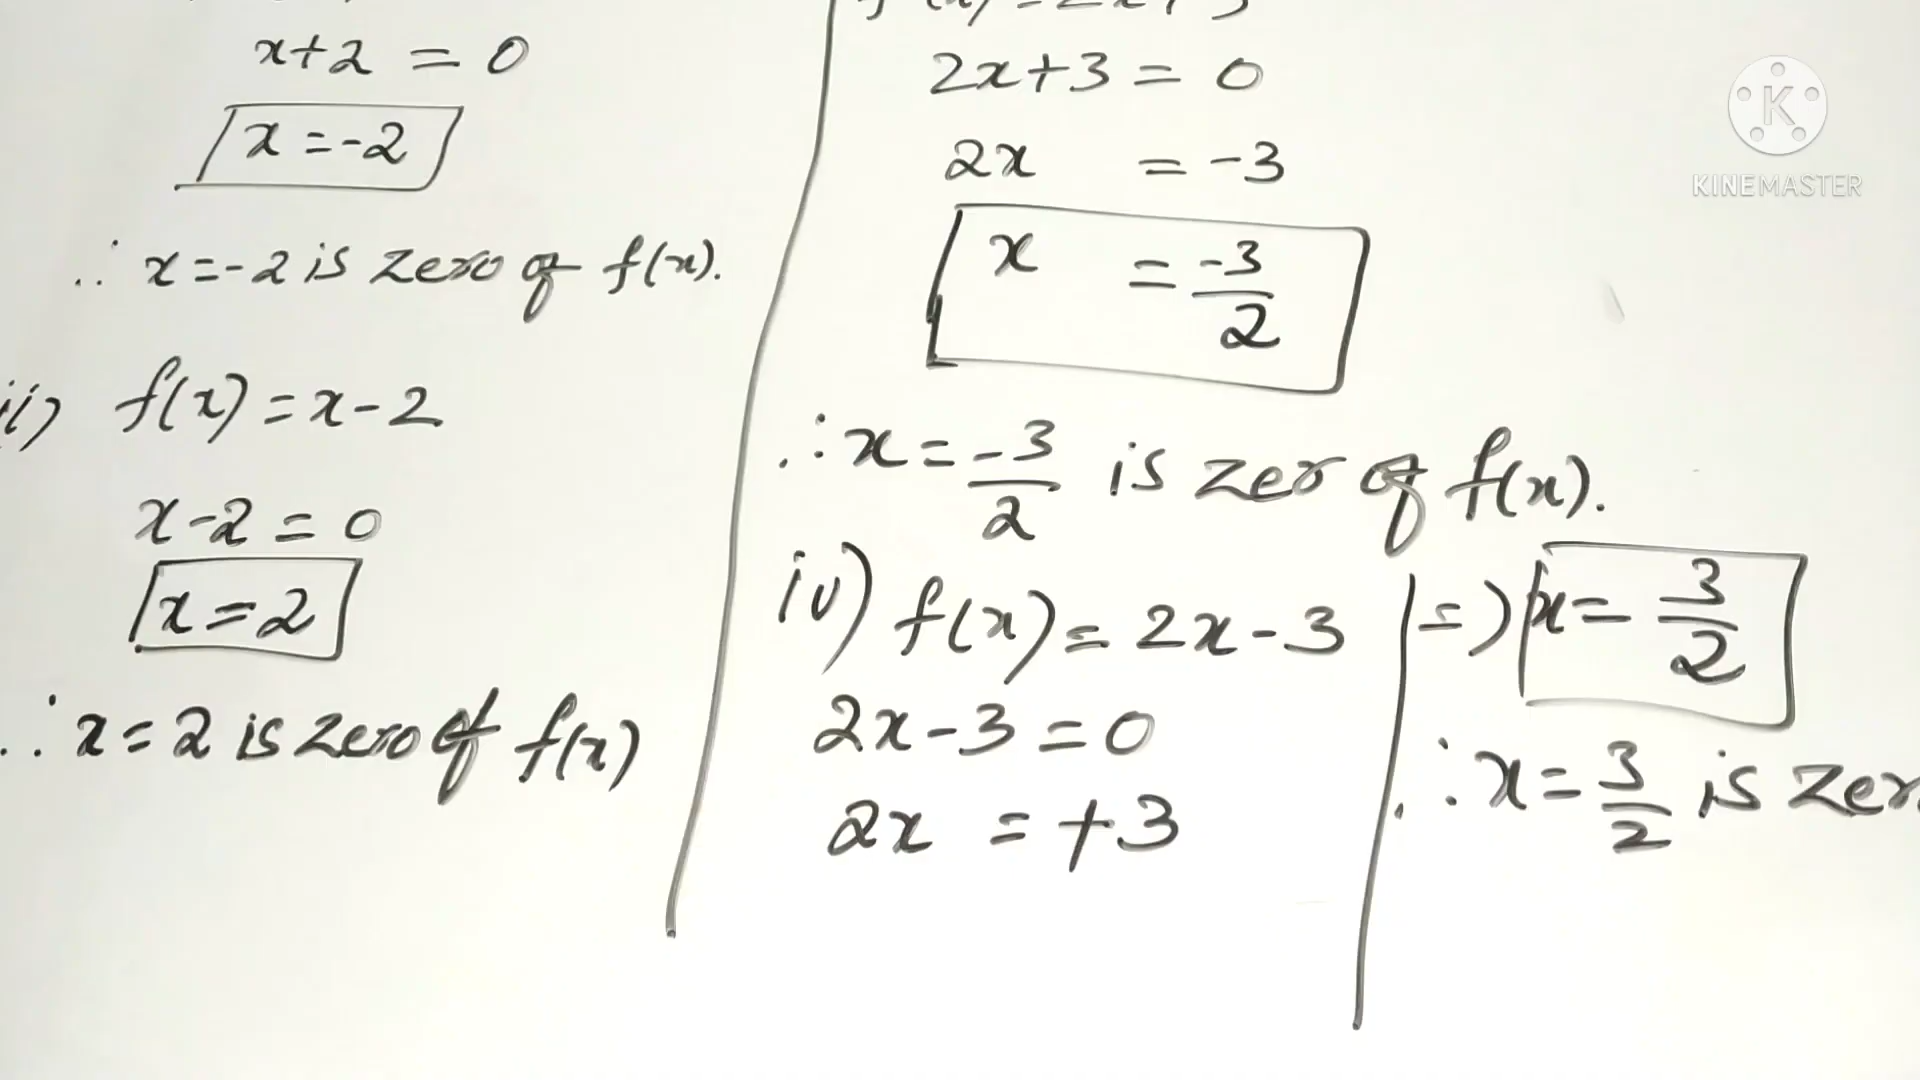 x+2 = 0
x = -2
∴ x = -2 is zero of f(x).
ii) f(x) = x - 2
x - 2 = 0
x = 2
∴ x = 2 is zero of f(x)
2x + 3 = 0
2x = -3
x = -3/2
∴ x = -3/2 is zer of f(x).
iv) f(x) = 2x - 3
2x - 3 = 0
2x = +3
=) x = 3/2
∴ x = 3/2 is zer
KINEMASTER